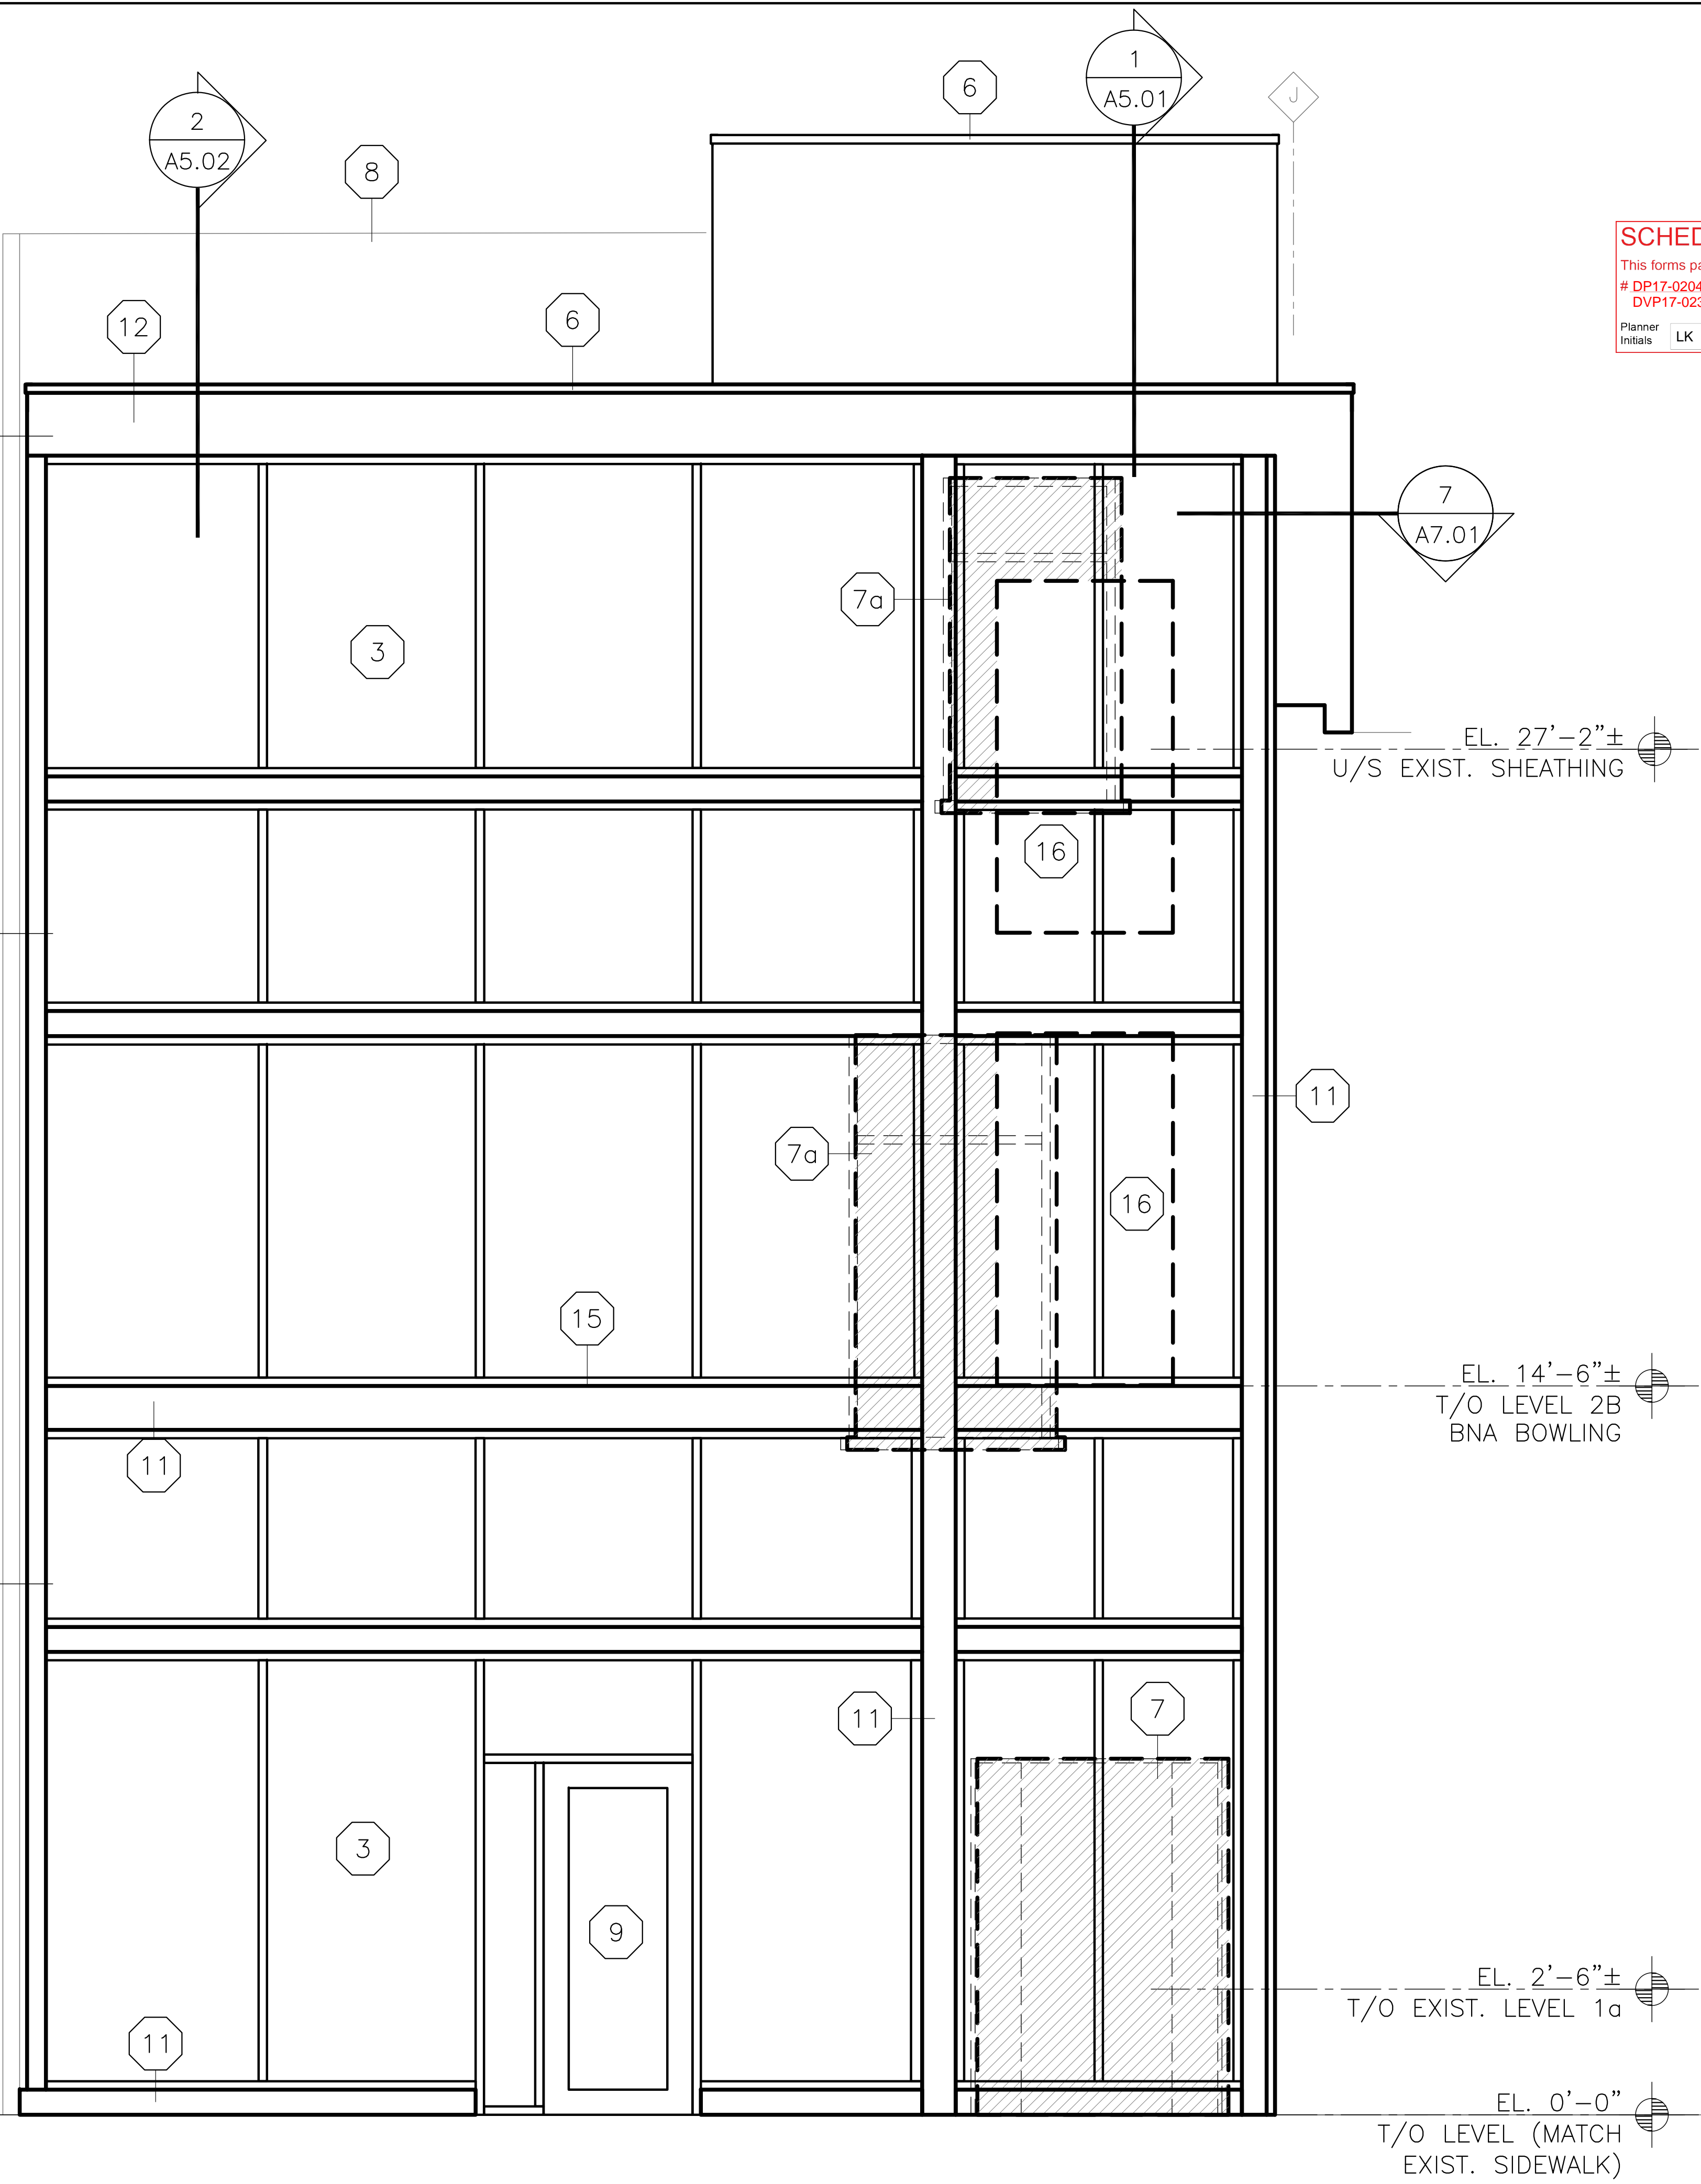 1
A5.01
6
J
2
A5.02
8
SCHED
This forms pa
# DP17-0204
DVP17-023
Planner
Initials
LK
12
6
7
A7.01
7a
3
EL. 27'-2"±
U/S EXIST. SHEATHING
16
11
7a
16
15
EL. 14'-6"±
T/O LEVEL 2B
BNA BOWLING
11
7
11
3
9
EL. 2'-6"±
T/O EXIST. LEVEL 1a
11
EL. 0'-0"
T/O LEVEL (MATCH
EXIST. SIDEWALK)